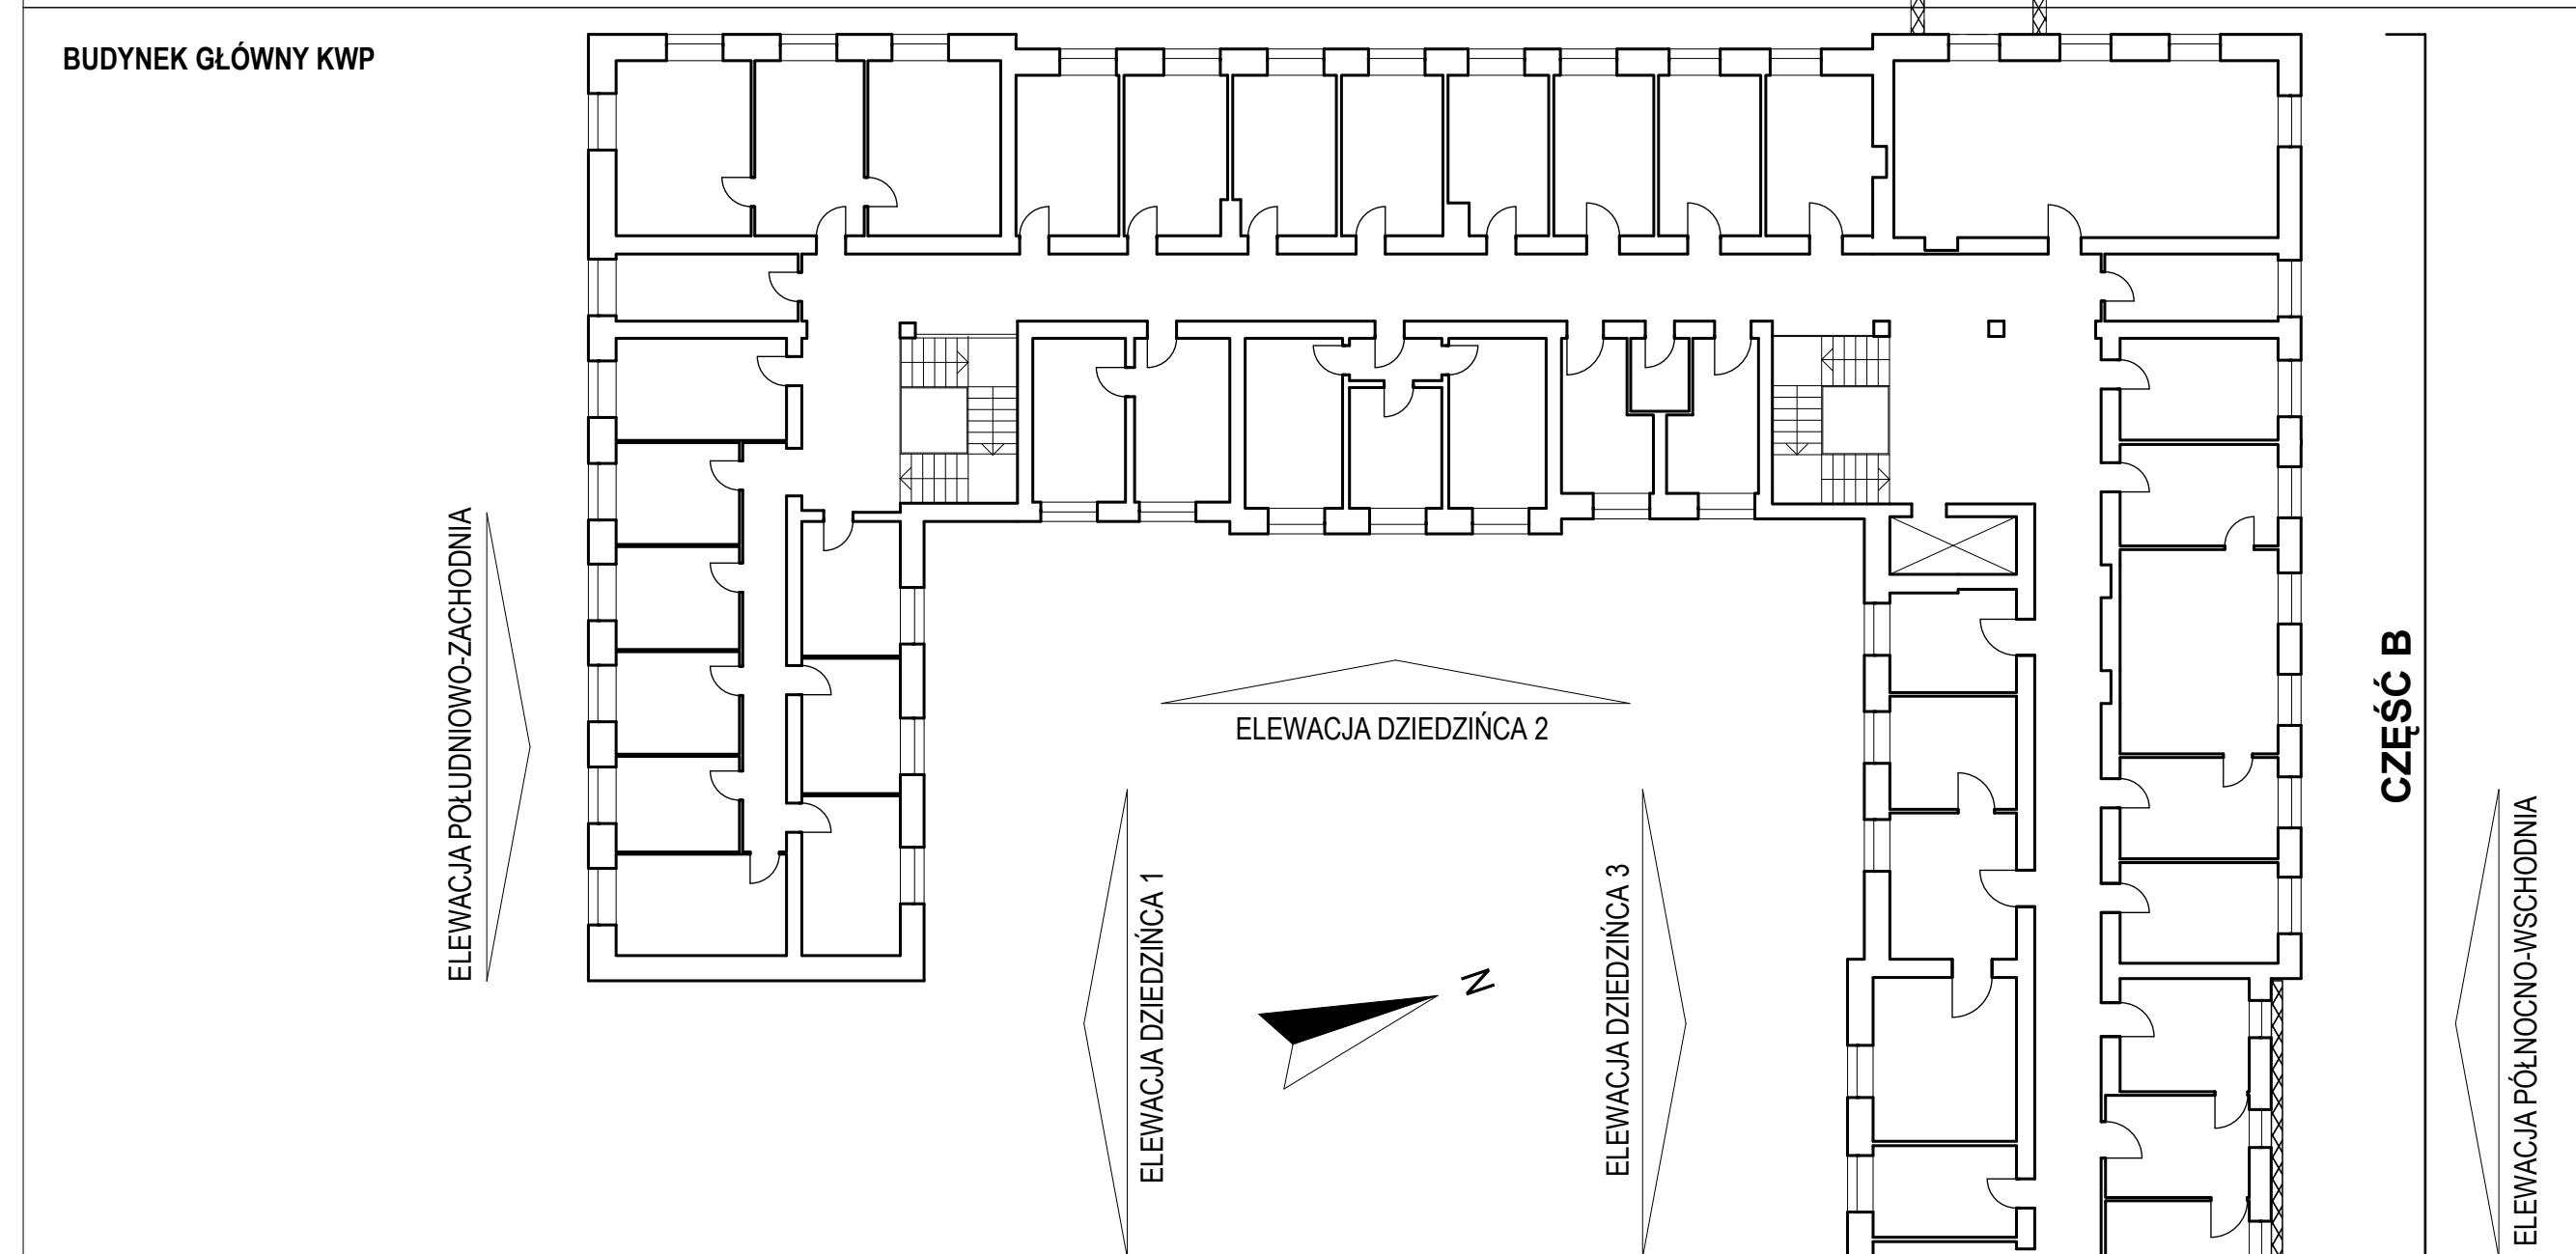 BUDYNEK GŁÓWNY KWP
ELEWACJA POŁUDNIOWO-ZACHODNIA
ELEWACJA DZIEDZIŃCA 2
ELEWACJA DZIEDZIŃCA 1
N
ELEWACJA DZIEDZIŃCA 3
CZĘŚĆ B
ELEWACJA PÓŁNOCNO-WSCHODNIA